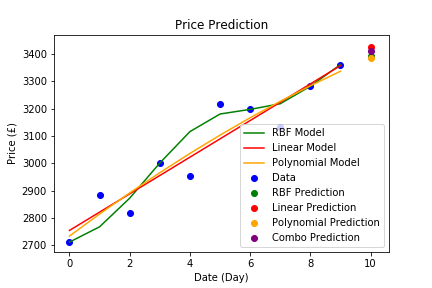 Price Prediction
Price (£)
3400
3300
3200
3100
3000
2900
2800
2700
RBF Model
Linear Model
Polynomial Model
Data
RBF Prediction
Linear Prediction
Polynomial Prediction
Combo Prediction
0 2 4 6 8 10
Date (Day)